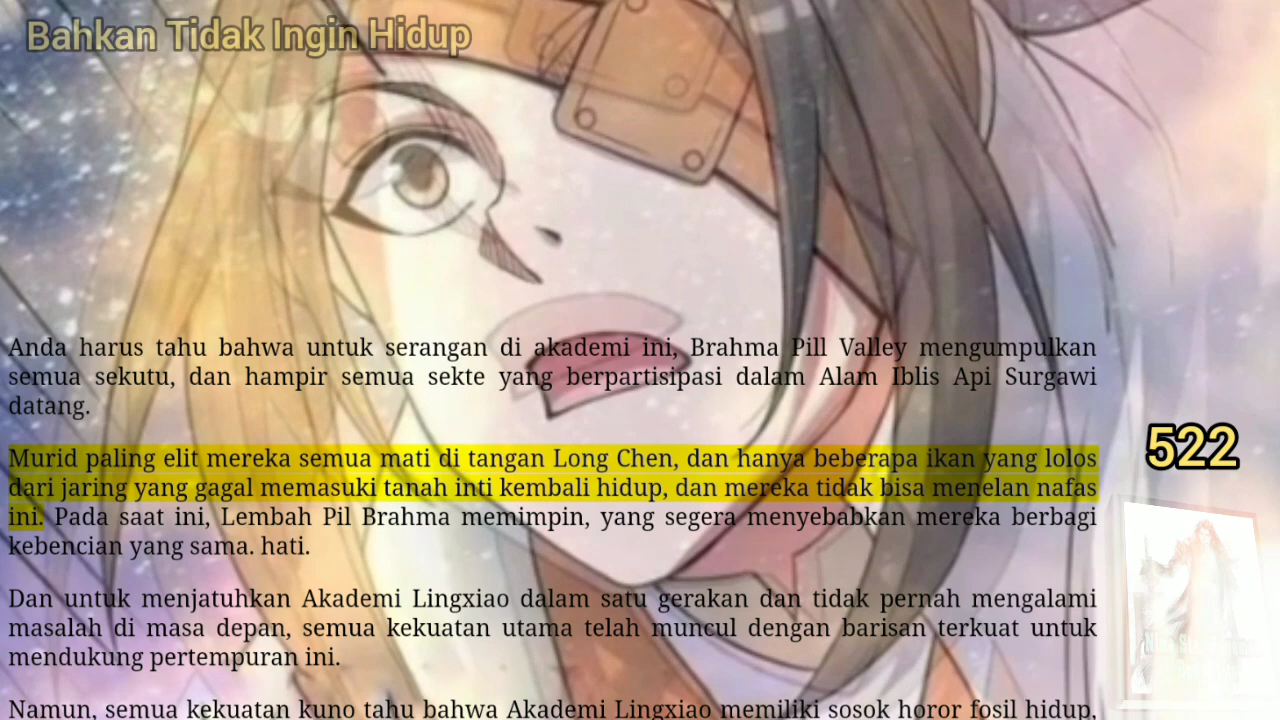 Bahkan Tidak Ingin Hidup
Anda harus tahu bahwa untuk serangan di akademi ini, Brahma Pill Valley mengumpulkan
semua sekutu, dan hampir semua sekte yang berpartisipasi dalam Alam Iblis Api Surgawi
datang.
Murid paling elit mereka semua mati di tangan Long Chen, dan hanya beberapa ikan yang lolos
dari jaring yang gagal memasuki tanah inti kembali hidup, dan mereka tidak bisa menelan nafas
ini. Pada saat ini, Lembah Pil Brahma memimpin, yang segera menyebabkan mereka berbagi
kebencian yang sama. hati.
522
Dan untuk menjatuhkan Akademi Lingxiao dalam satu gerakan dan tidak pernah mengalami
masalah di masa depan, semua kekuatan utama telah muncul dengan barisan terkuat untuk
mendukung pertempuran ini.
Namun, semua kekuatan kuno tahu bahwa Akademi Lingxiao memiliki sosok horor fosil hidup,